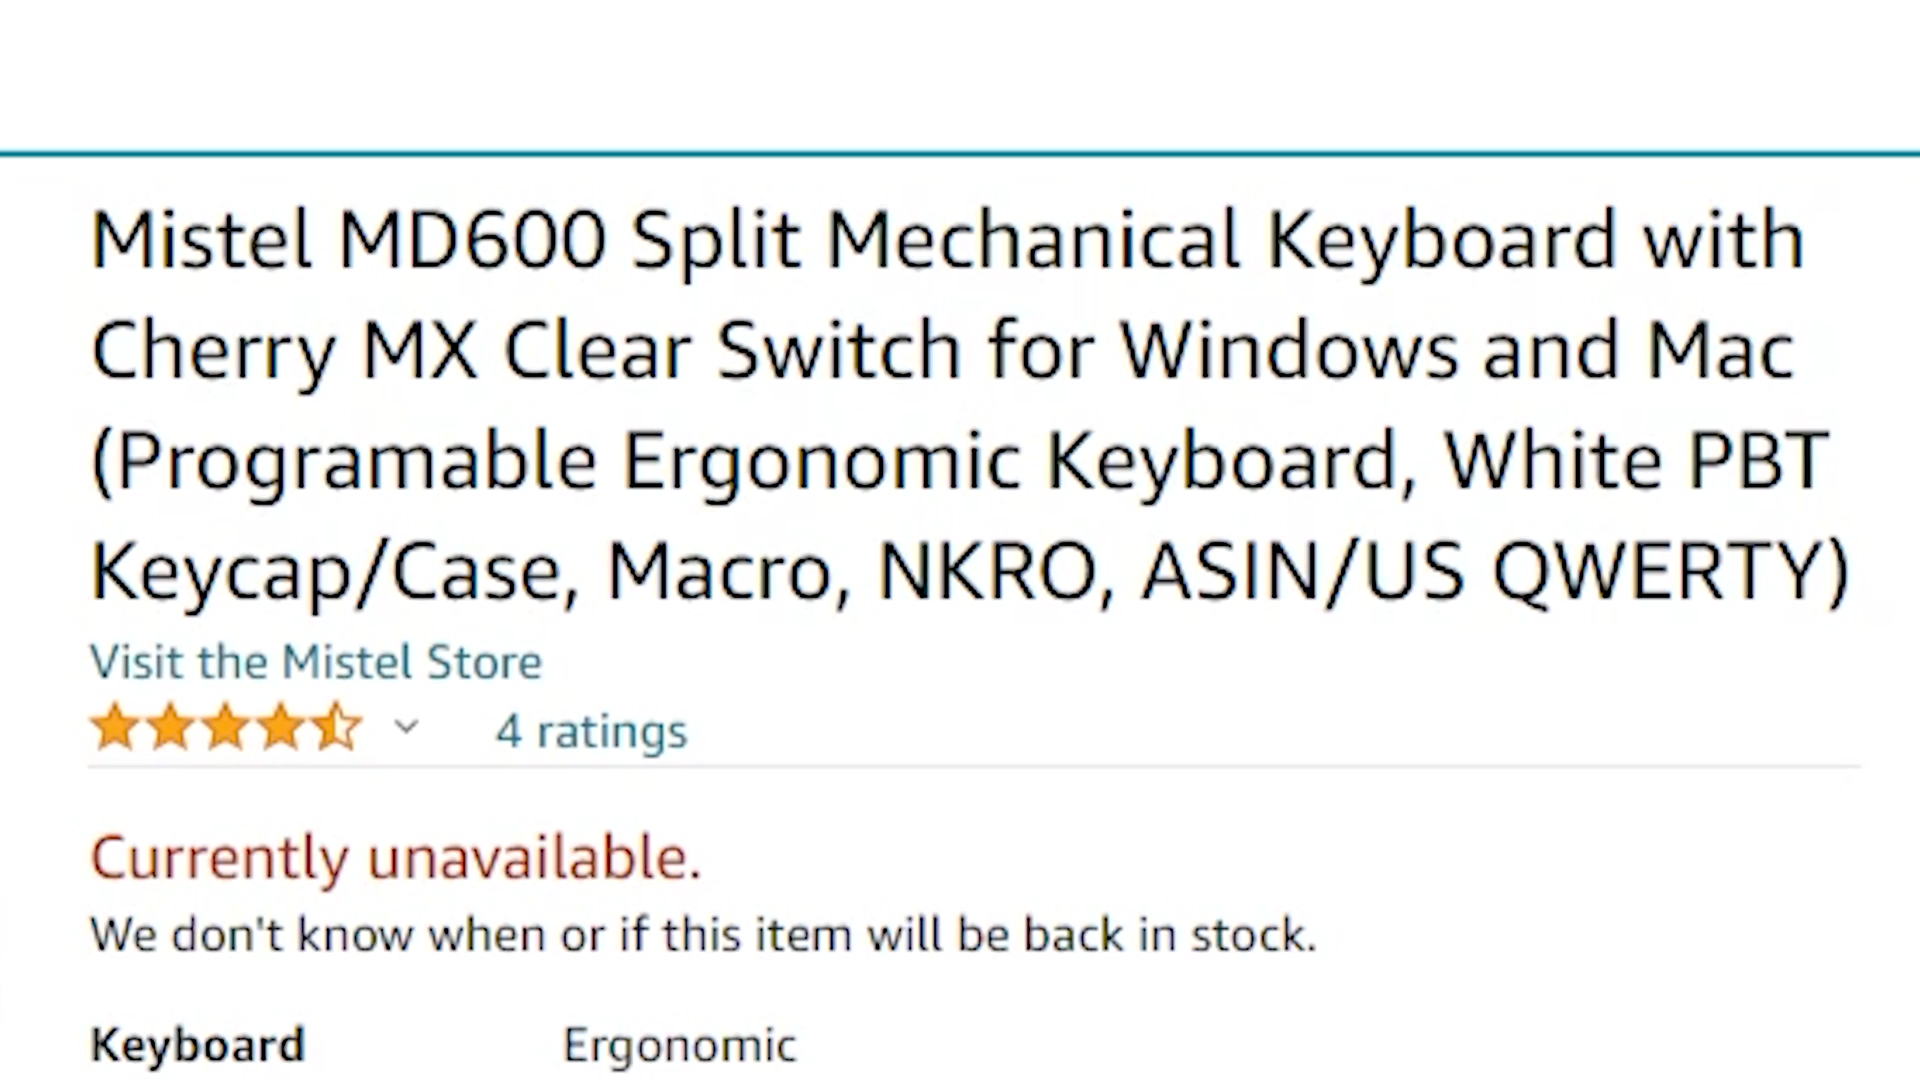 Mistel MD600 Split Mechanical Keyboard with
Cherry MX Clear Switch for Windows and Mac
(Programable Ergonomic Keyboard, White PBT
Keycap/Case, Macro, NKRO, ASIN/US QWERTY)
Visit the Mistel Store
4 ratings
Currently unavailable.
We don't know when or if this item will be back in stock.
Keyboard Ergonomic